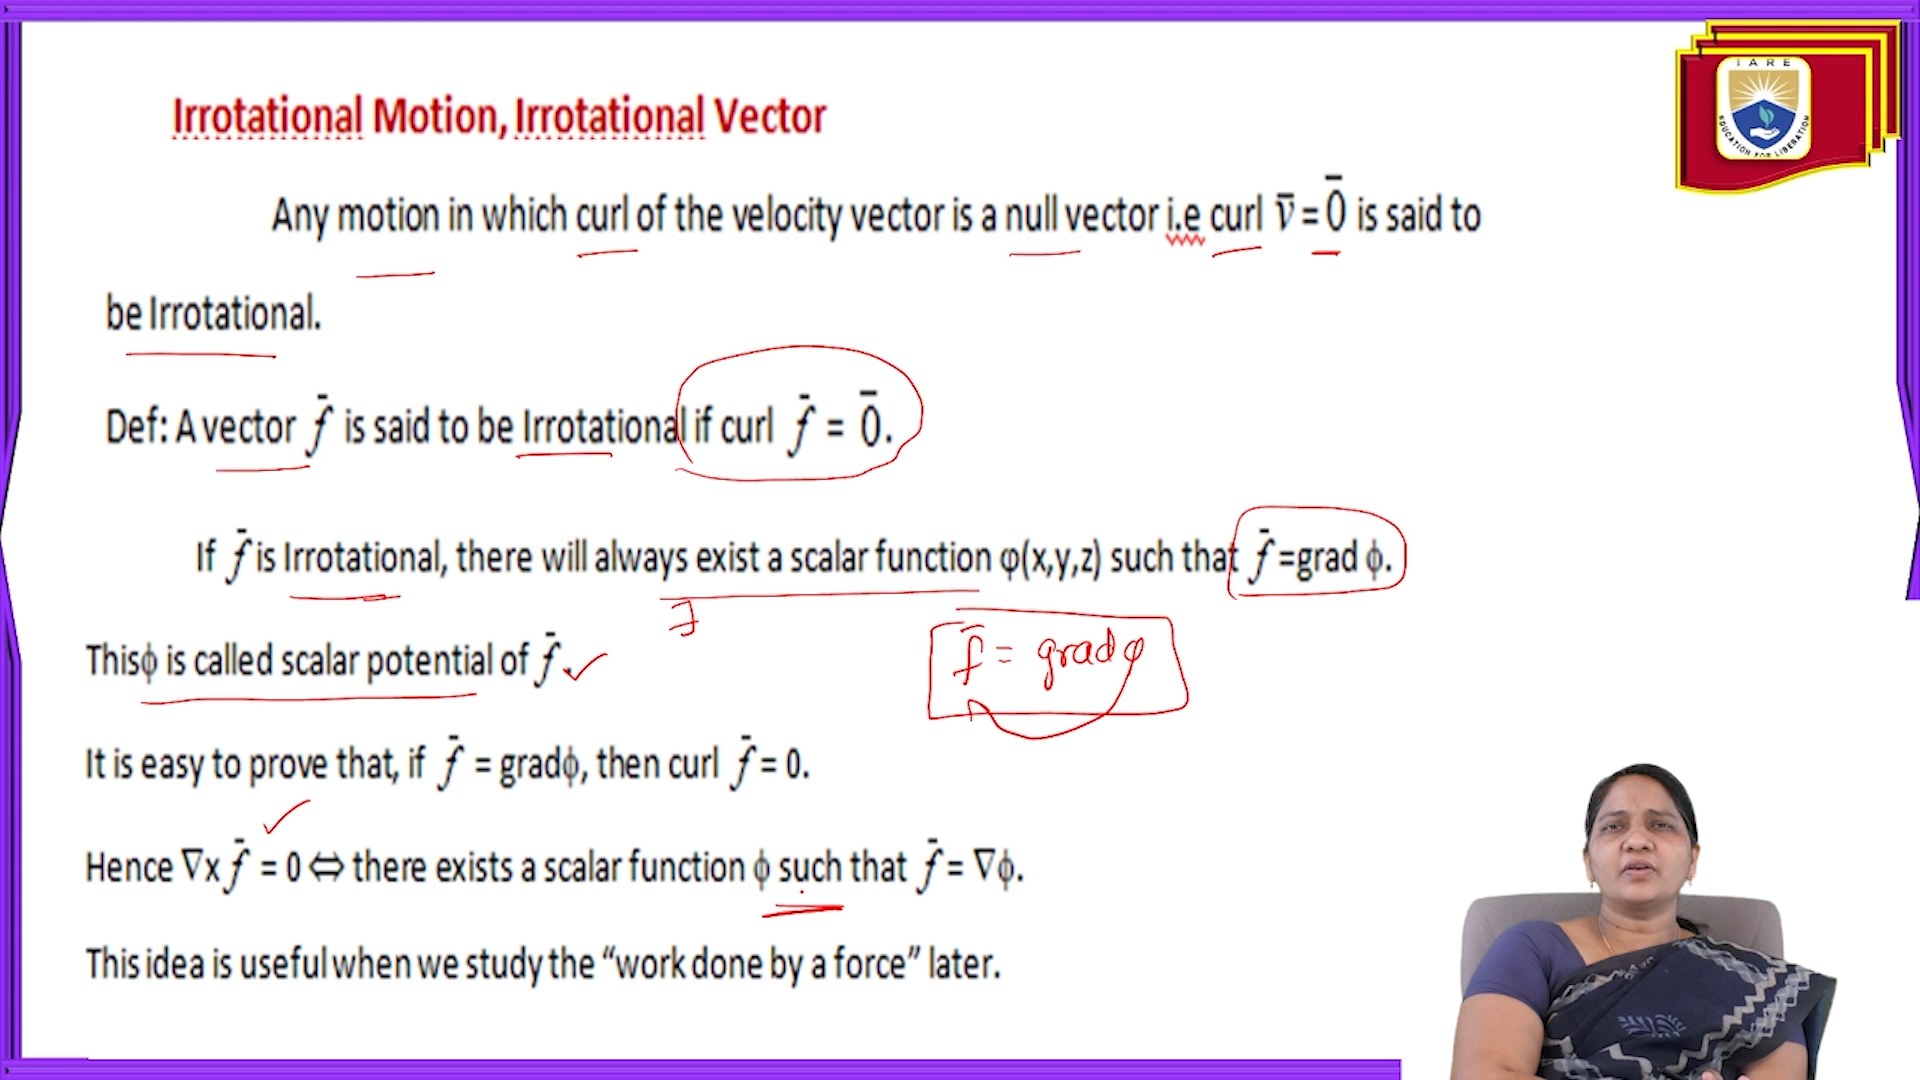 IARE
EDUCATION FOR LIBERATION
Irrotational Motion, Irrotational Vector
Any motion in which curl of the velocity vector is a null vector i.e curl v̄ = 0̄ is said to
be Irrotational.
Def: A vector f̄ is said to be Irrotational if curl f̄ = 0̄.
If f̄ is Irrotational, there will always exist a scalar function φ(x,y,z) such that f̄ =grad ϕ.
∃
f̄ = grad φ
Thisϕ is called scalar potential of f̄.
It is easy to prove that, if f̄ = gradϕ, then curl f̄ = 0.
Hence ∇x f̄ = 0 ⇔ there exists a scalar function ϕ such that f̄ = ∇ϕ.
This idea is useful when we study the “work done by a force” later.